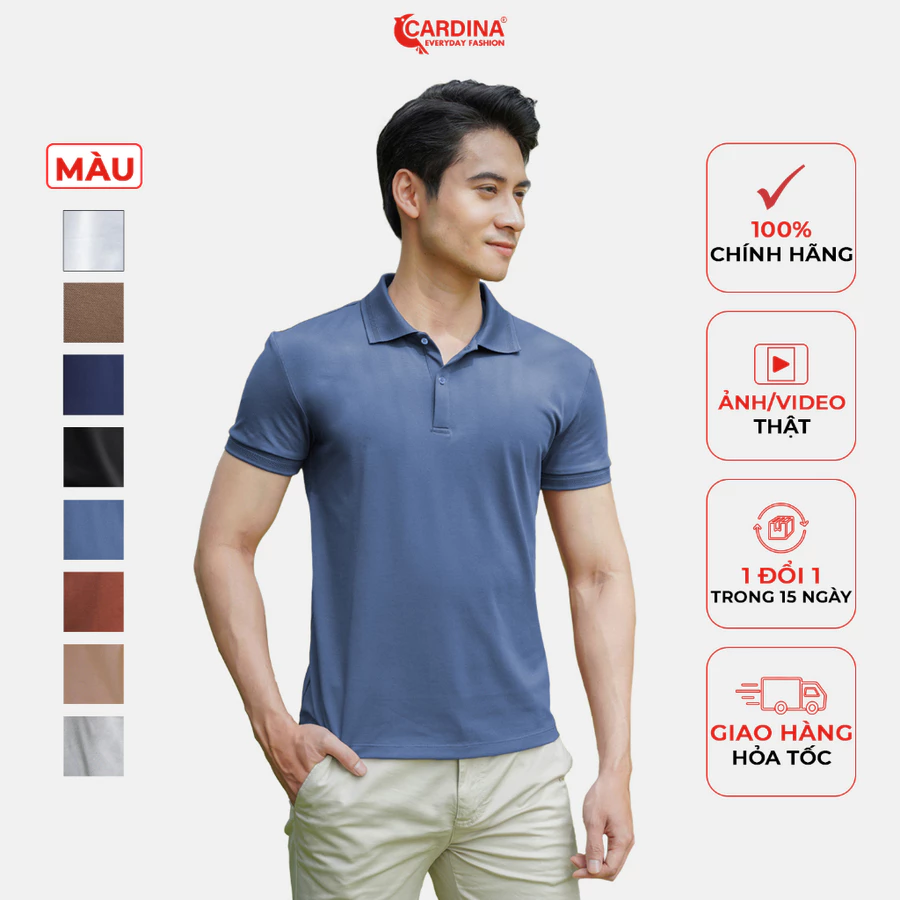 CARDINA®
EVERYDAY FASHION
MÀU
100%
CHÍNH HÃNG
ẢNH/VIDEO
THẬT
1 ĐỔI 1
TRONG 15 NGÀY
GIAO HÀNG
HỎA TỐC